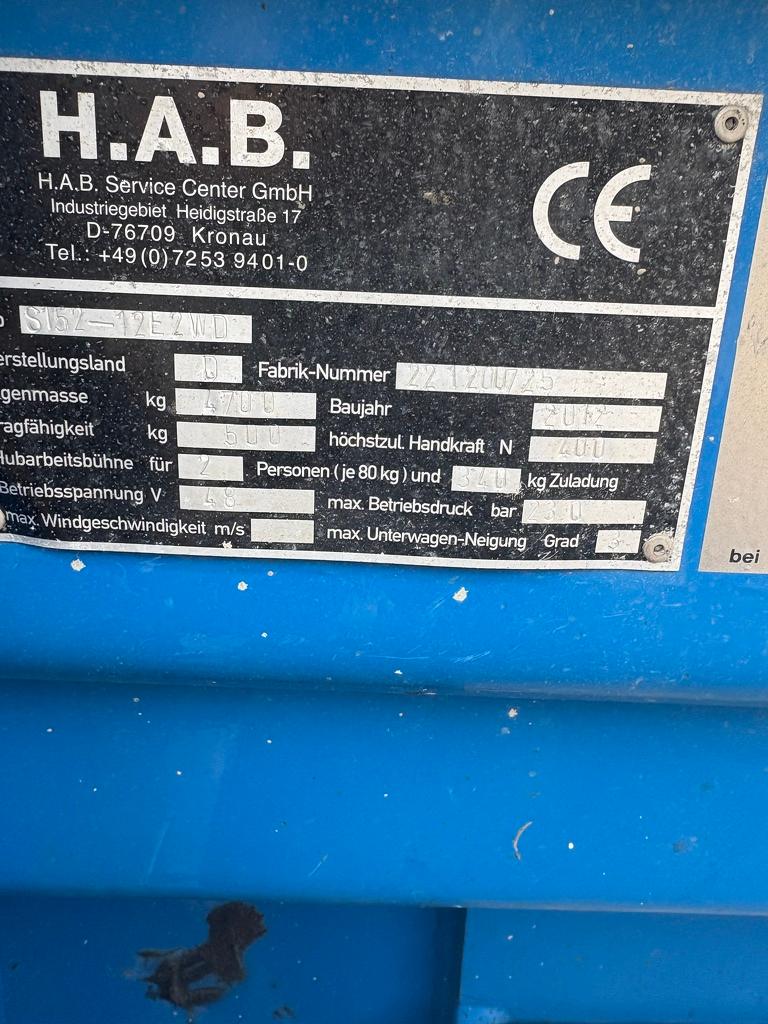 H.A.B.
CE
H.A.B. Service Center GmbH
Industriegebiet Heidigstraße 17
D-76709 Kronau
Tel.: +49(0)7253 9401-0
S152-12E2WD
erstellungsland D Fabrik-Nummer 221200725
genmasse kg 4700 Baujahr 2012
ragfähigkeit kg 500 höchstzul. Handkraft N 400
Hubarbeitsbühne für 2 Personen (je 80 kg) und 340 kg Zuladung
Betriebsspannung V 48 max. Betriebsdruck bar 230
max. Windgeschwindigkeit m/s max. Unterwagen-Neigung Grad 3
bei